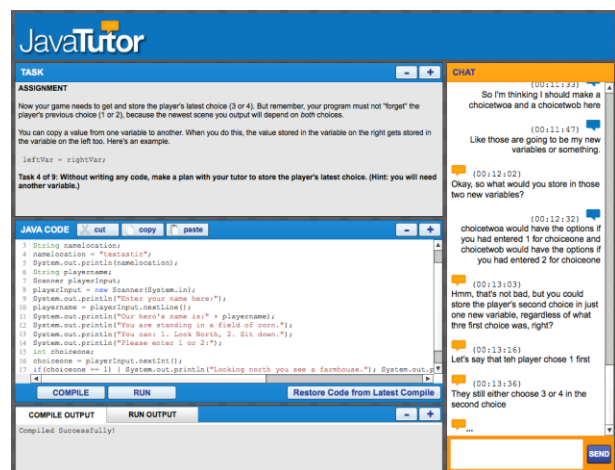 JavaTutor
TASK
- +
ASSIGNMENT
Now your game needs to get and store the player's latest choice (3 or 4). But remember, your program must not "forget" the
player's previous choice (1 or 2), because the newest scene you output will depend on both choices.
You can copy a value from one variable to another. When you do this, the value stored in the variable on the right gets stored in
the variable on the left too. Here's an example.
leftVar = rightVar;
Task 4 of 9: Without writing any code, make a plan with your tutor to store the player's latest choice. (Hint: you will need
another variable.)
JAVA CODE cut copy paste - +
3 String namelocation;
4 namelocation = "textastic";
5 System.out.println(namelocation);
6 String playername;
7 Scanner playerInput;
8 playerInput = new Scanner(System.in);
9 System.out.println("Enter your name here:");
10 playername = playerInput.nextLine();
11 System.out.println("Our hero's name is:" + playername);
12 System.out.println("You are standing in a field of corn.");
13 System.out.println("You can: 1. Look North, 2. Sit down.");
14 System.out.println("Please enter 1 or 2:");
15 int choiceone;
16 choiceone = playerInput.nextInt();
17 if(choiceone == 1) { System.out.println("Looking north you see a farmhouse."); System.out.p
COMPILE RUN Restore Code from Latest Compile
COMPILE OUTPUT RUN OUTPUT - +
Compiled Successfully!
CHAT
(00:11:33)
So I'm thinking I should make a
choicetwoa and a choicetwob here
(00:11:47)
Like those are going to be my new
variables or something.
(00:12:02)
Okay, so what would you store in those
two new variables?
(00:12:32)
choicetwoa would have the options if
you had entered 1 for choiceone and
choicetwob would have the options if
you had entered 2 for choiceone
(00:13:03)
Hmm, that's not bad, but you could
store the player's second choice in just
one new variable, regardless of what
thre first choice was, right?
(00:13:16)
Let's say that teh player chose 1 first
(00:13:36)
They still either choose 3 or 4 in the
second choice
...
SEND